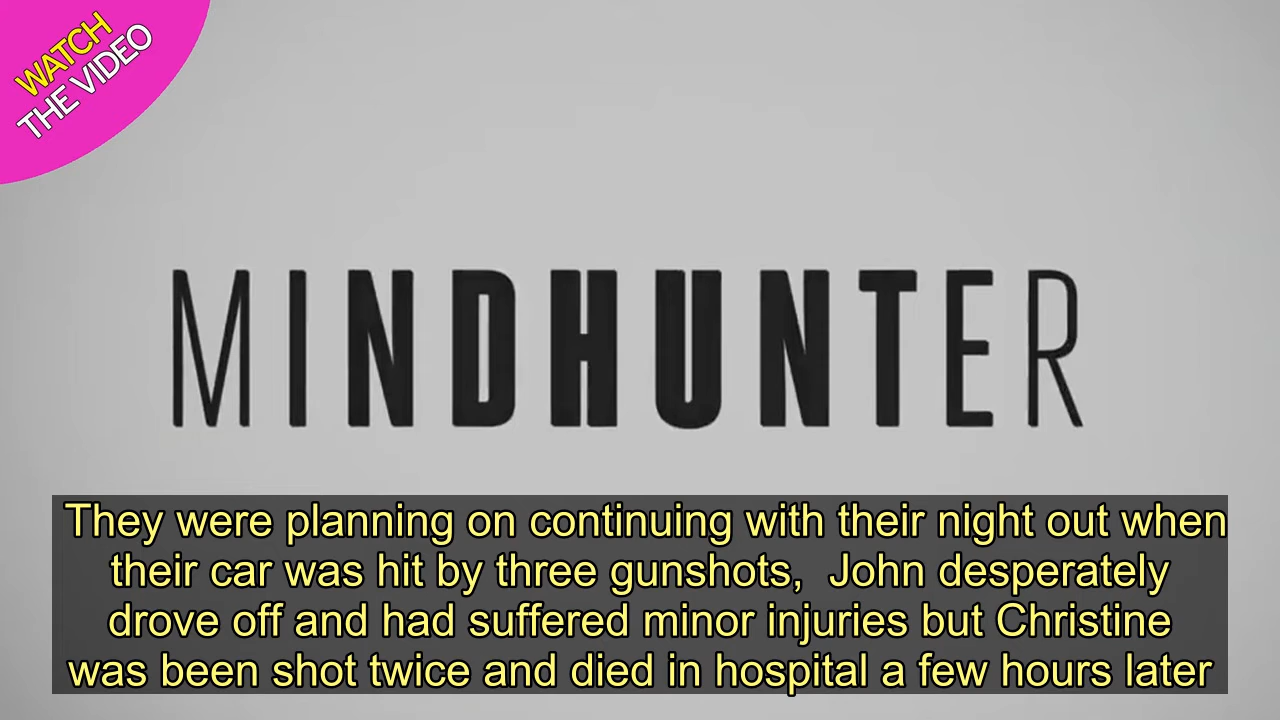 WATCH
THE VIDEO
MINDHUNTER
They were planning on continuing with their night out when
their car was hit by three gunshots,  John desperately
drove off and had suffered minor injuries but Christine
was been shot twice and died in hospital a few hours later